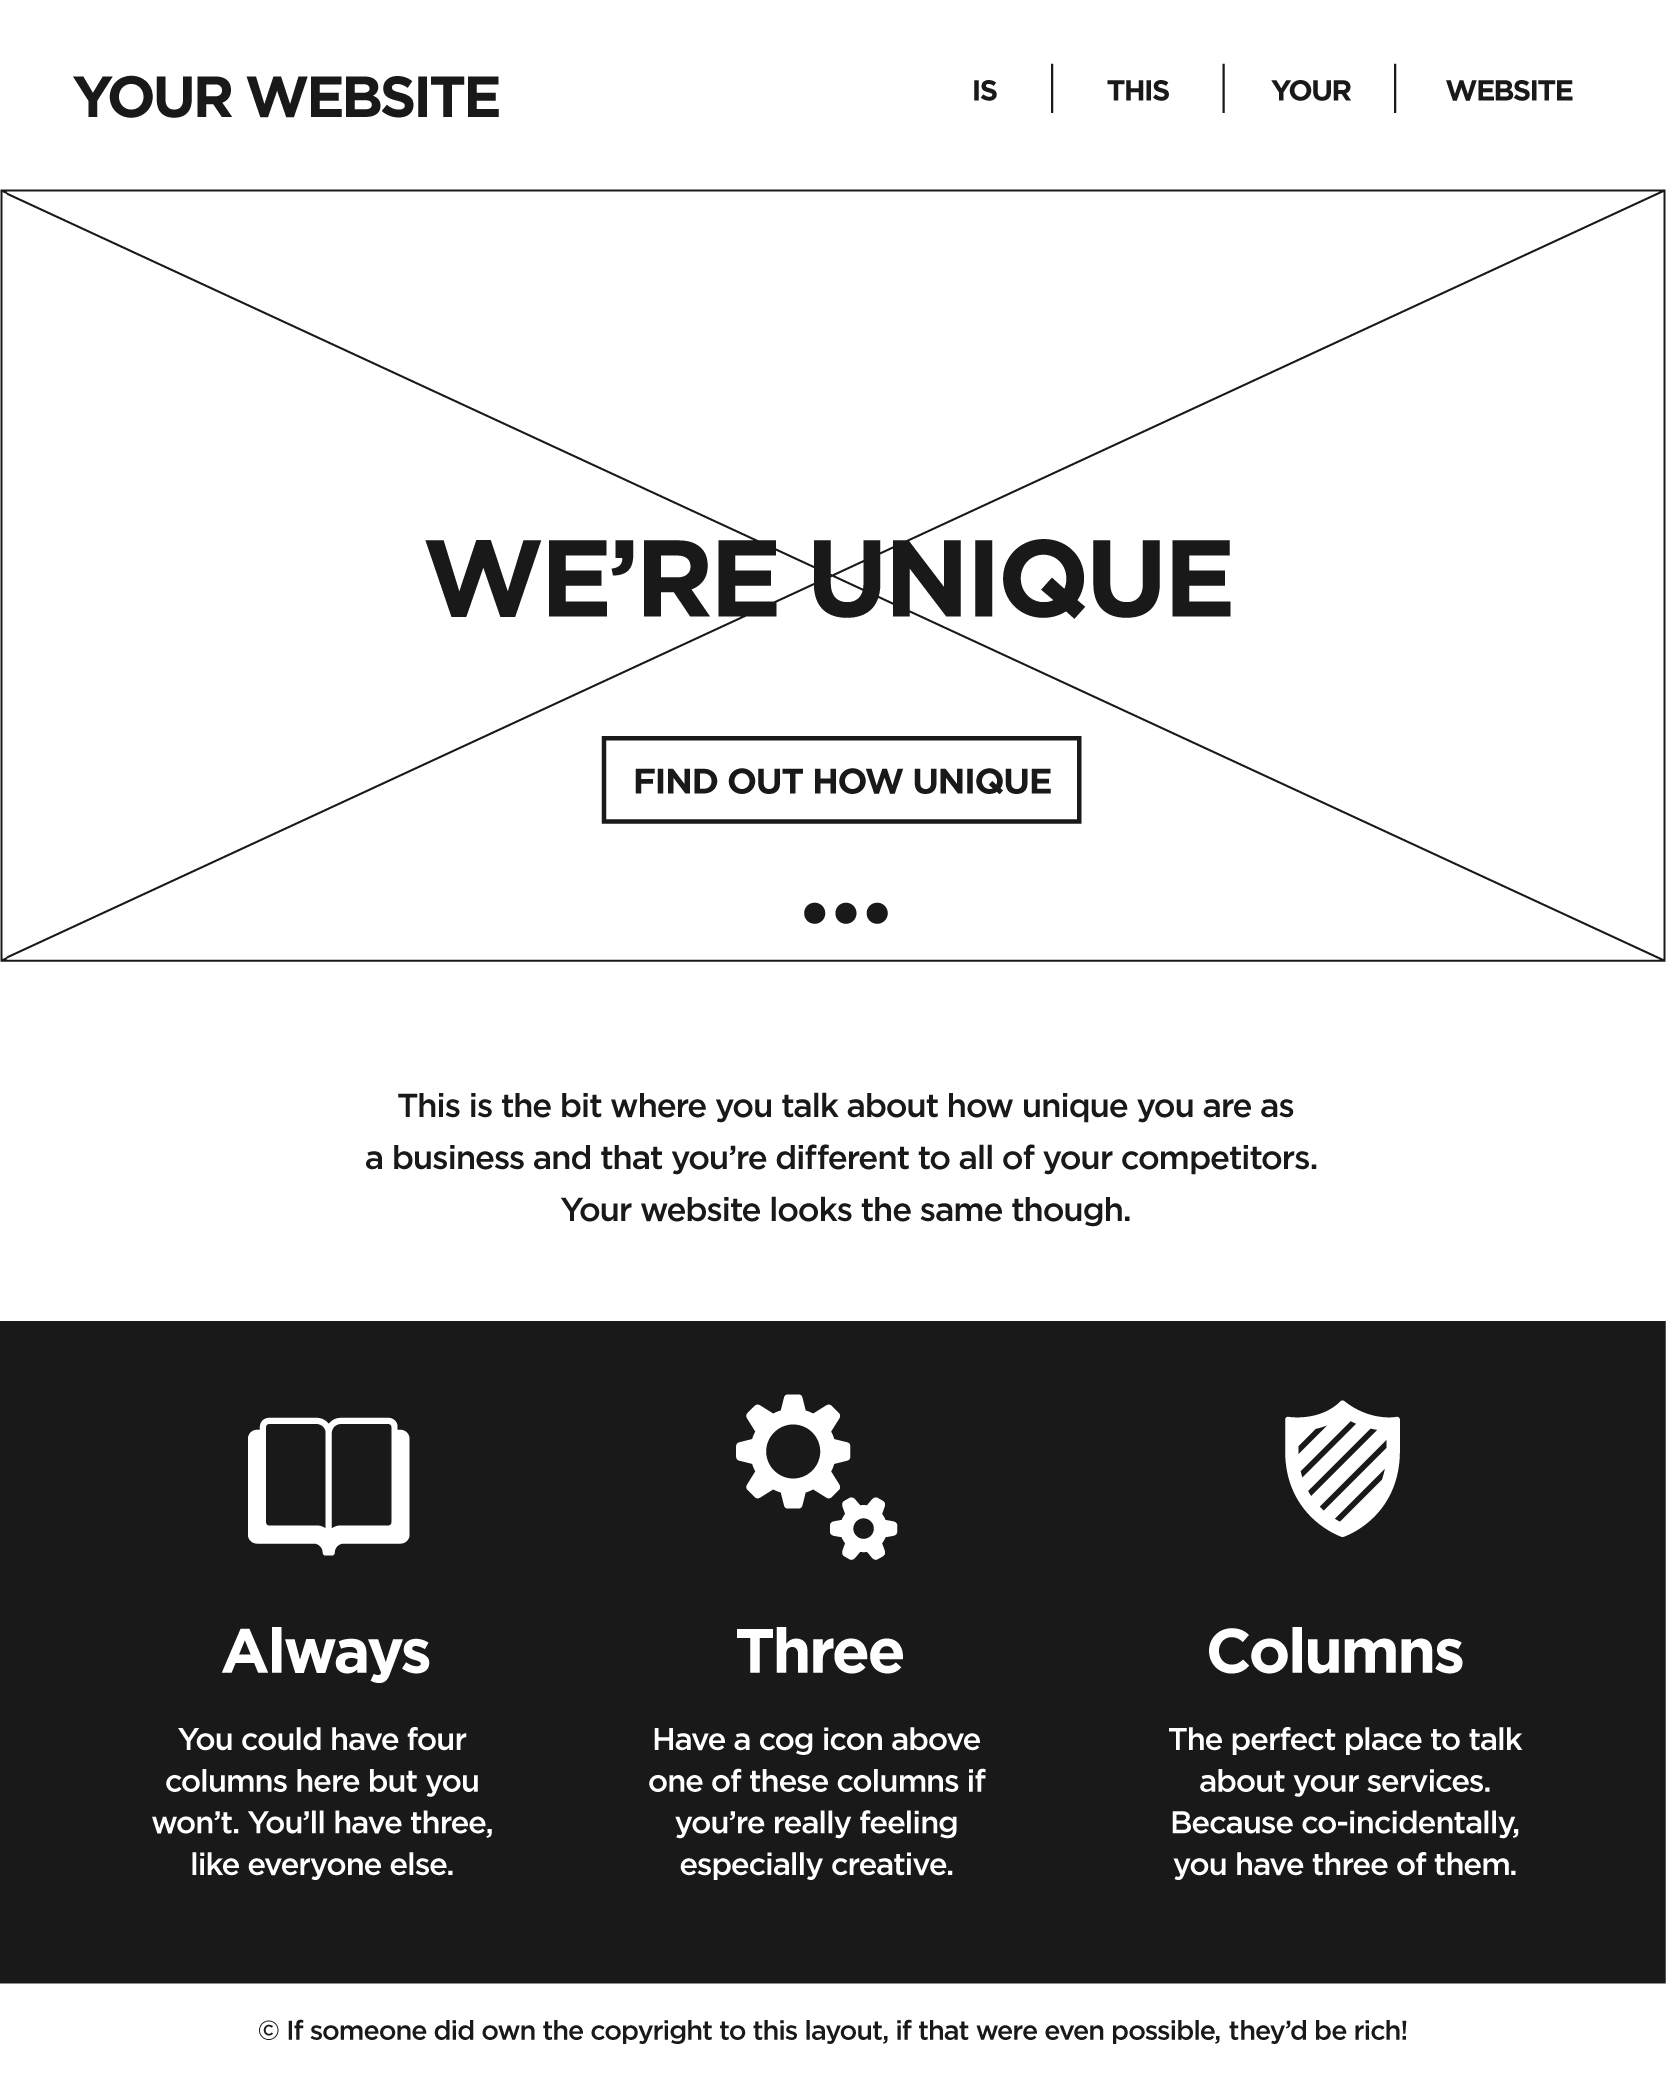 YOUR WEBSITE
IS
THIS
YOUR
WEBSITE
WE’RE UNIQUE
FIND OUT HOW UNIQUE
This is the bit where you talk about how unique you are as
a business and that you’re different to all of your competitors.
Your website looks the same though.
Always
You could have four
columns here but you
won’t. You’ll have three,
like everyone else.
Three
Have a cog icon above
one of these columns if
you’re really feeling
especially creative.
Columns
The perfect place to talk
about your services.
Because co-incidentally,
you have three of them.
© If someone did own the copyright to this layout, if that were even possible, they’d be rich!